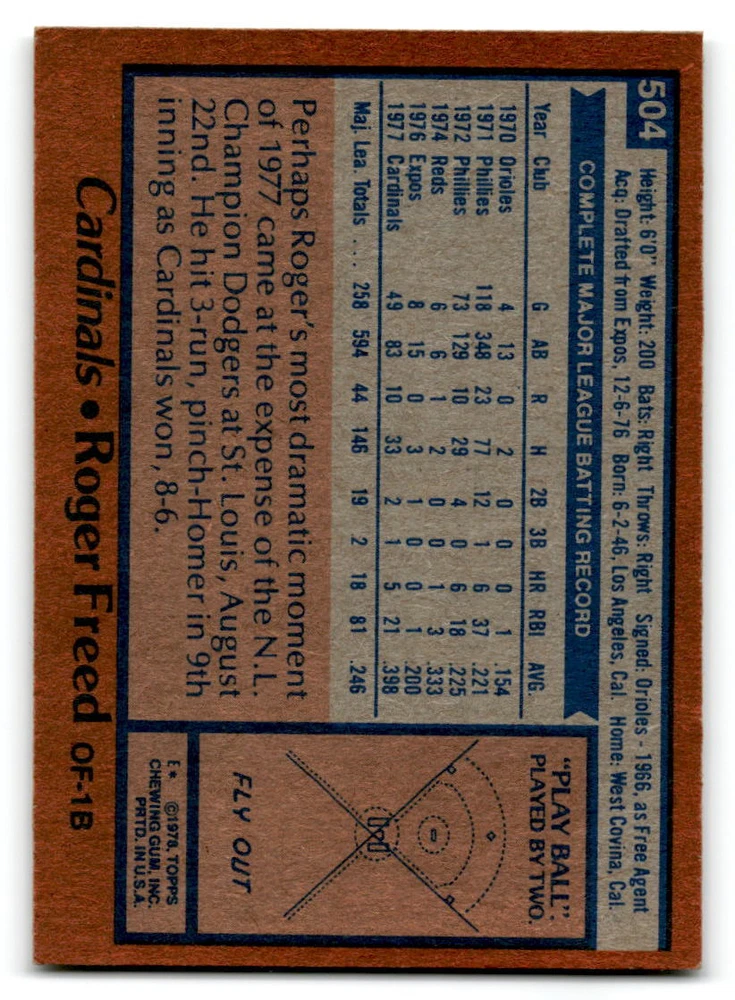 504
Height: 6'0" Weight: 200 Bats: Right Throws: Right Signed: Orioles - 1966, as Free Agent
Acq: Drafted from Expos, 12-6-76 Born: 6-2-46, Los Angeles, Cal. Home: West Covina, Cal.
COMPLETE MAJOR LEAGUE BATTING RECORD
Year Club G AB R H 2B 3B HR RBI AVG.
1970 Orioles 4 13 0 2 0 0 0 1 .154
1971 Phillies 118 348 23 77 12 1 6 37 .221
1972 Phillies 73 129 10 29 4 0 6 18 .225
1974 Reds 6 6 1 2 0 0 1 3 .333
1976 Expos 8 15 0 3 1 0 0 1 .200
1977 Cardinals 49 83 10 33 2 1 5 21 .398
Maj. Lea. Totals .... 258 594 44 146 19 2 18 81 .246
Perhaps Roger's most dramatic moment
of 1977 came at the expense of the N.L.
Champion Dodgers at St. Louis, August
22nd. He hit 3-run, pinch-Homer in 9th
inning as Cardinals won, 8-6.
"PLAY BALL"
PLAYED BY TWO.
FLY OUT
E* ©1978, TOPPS
CHEWING GUM, INC.
PRTD. IN U.S.A.
Cardinals • Roger Freed OF-1B